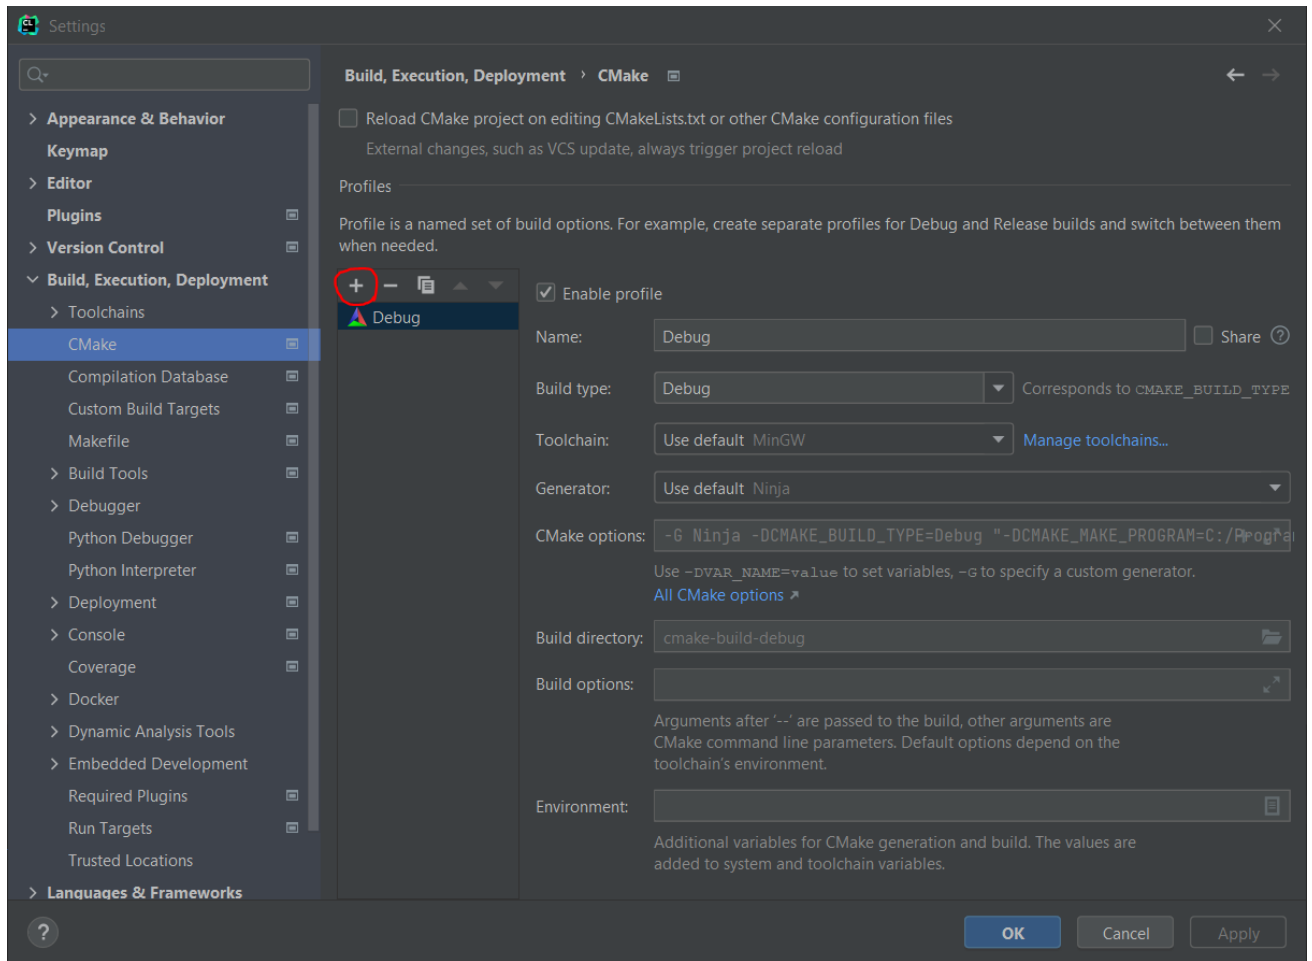 Settings
Build, Execution, Deployment › CMake
Appearance & Behavior
Keymap
Editor
Plugins
Version Control
Build, Execution, Deployment
Toolchains
CMake
Compilation Database
Custom Build Targets
Makefile
Build Tools
Debugger
Python Debugger
Python Interpreter
Deployment
Console
Coverage
Docker
Dynamic Analysis Tools
Embedded Development
Required Plugins
Run Targets
Trusted Locations
Languages & Frameworks
Reload CMake project on editing CMakeLists.txt or other CMake configuration files
External changes, such as VCS update, always trigger project reload
Profiles
Profile is a named set of build options. For example, create separate profiles for Debug and Release builds and switch between them
when needed.
Debug
Enable profile
Name: Debug Share
Build type: Debug Corresponds to CMAKE_BUILD_TYPE
Toolchain: Use default MinGW Manage toolchains...
Generator: Use default Ninja
CMake options: -G Ninja -DCMAKE_BUILD_TYPE=Debug "-DCMAKE_MAKE_PROGRAM=C:/
Use -DVAR_NAME=value to set variables, -G to specify a custom generator.
All CMake options ↗
Build directory: cmake-build-debug
Build options:
Arguments after '--' are passed to the build, other arguments are
CMake command line parameters. Default options depend on the
toolchain's environment.
Environment:
Additional variables for CMake generation and build. The values are
added to system and toolchain variables.
?
OK Cancel Apply